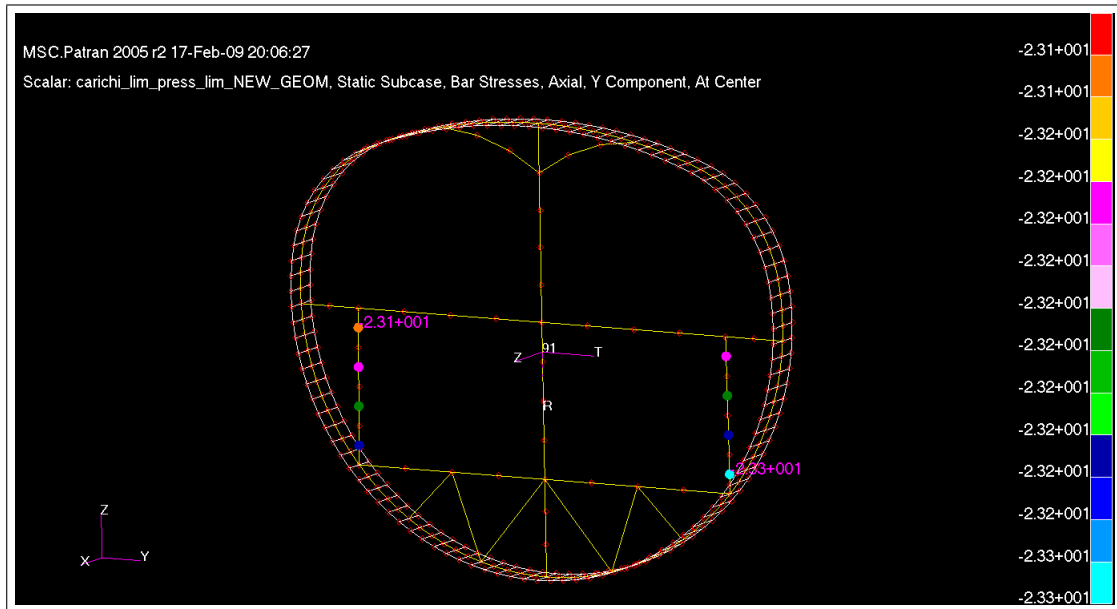 MSC.Patran 2005 r2 17-Feb-09 20:06:27
Scalar: carichi_lim_press_lim_NEW_GEOM, Static Subcase, Bar Stresses, Axial, Y Component, At Center
-2.31+001
-2.31+001
-2.32+001
-2.32+001
-2.32+001
-2.32+001
-2.32+001
-2.32+001
-2.32+001
-2.32+001
-2.32+001
-2.32+001
-2.33+001
-2.33+001
-2.31+001
91
Z
T
R
-2.33+001
Z
X
Y